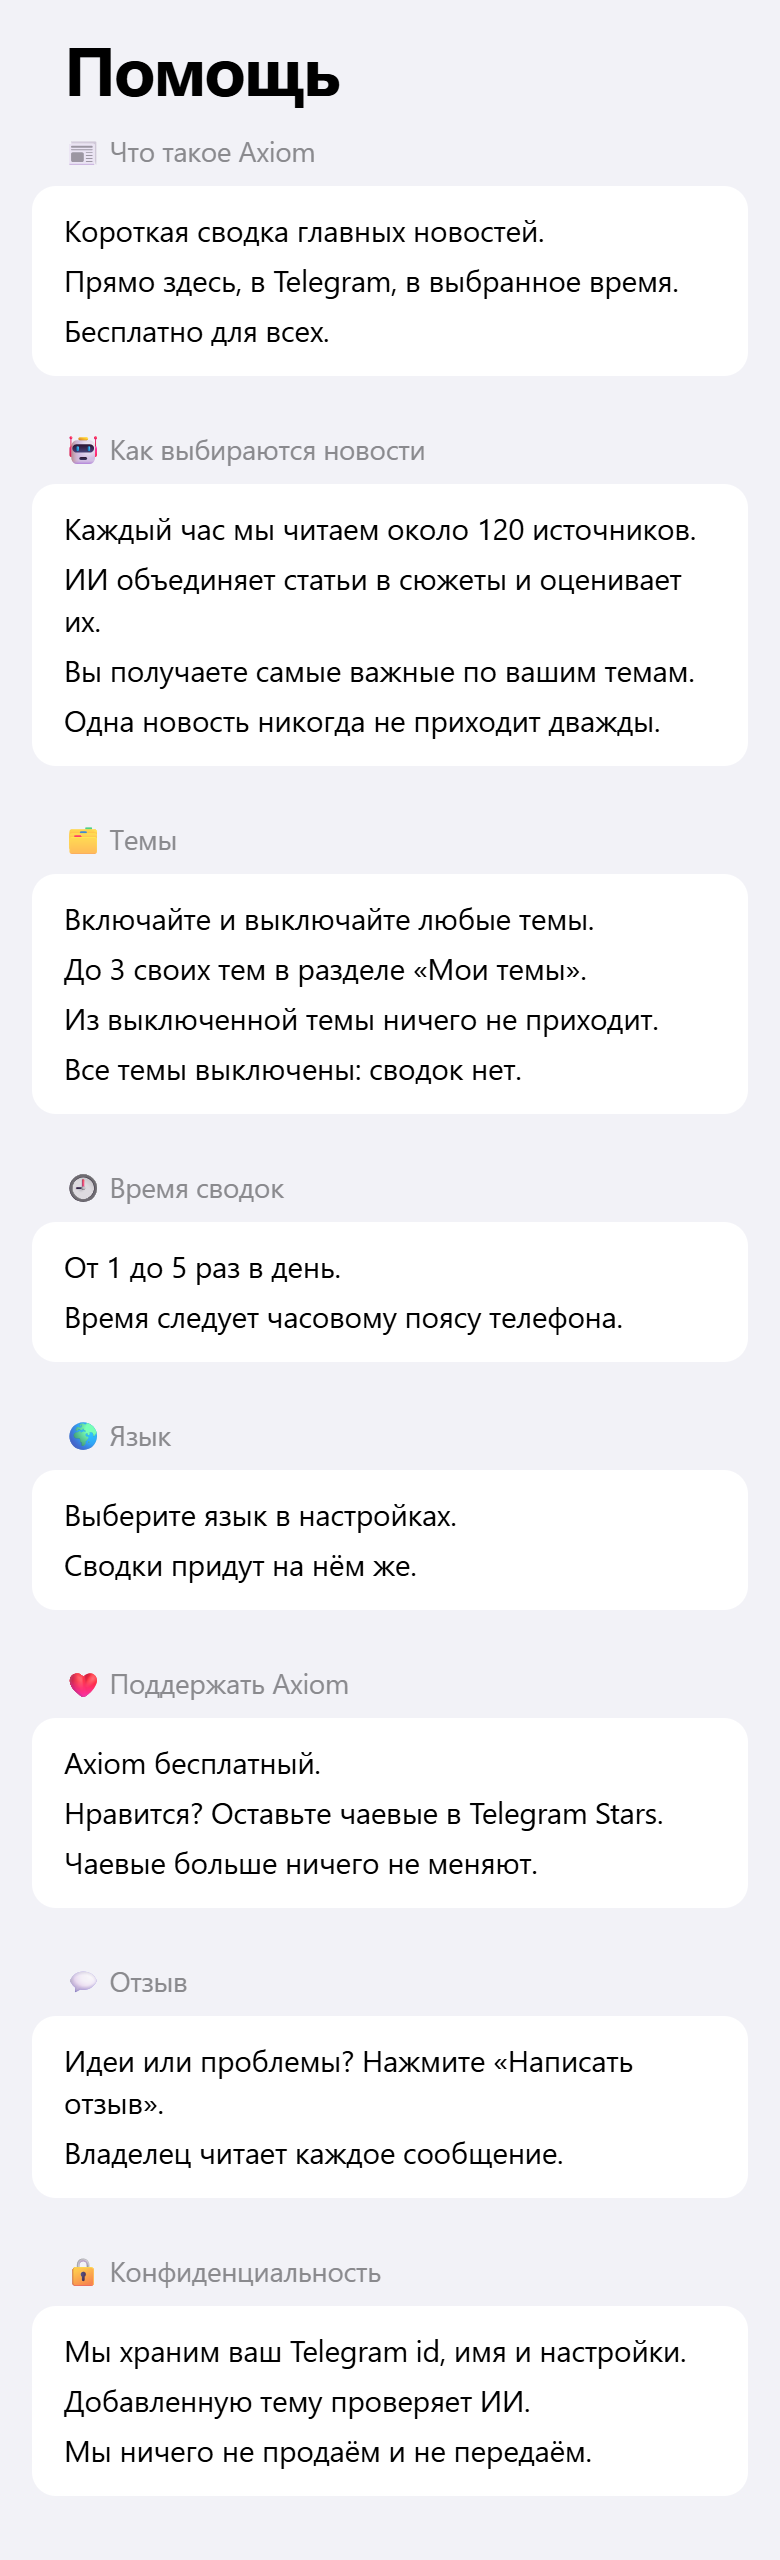 Помощь
Что такое Axiom
Короткая сводка главных новостей.
Прямо здесь, в Telegram, в выбранное время.
Бесплатно для всех.
Как выбираются новости
Каждый час мы читаем около 120 источников.
ИИ объединяет статьи в сюжеты и оценивает
их.
Вы получаете самые важные по вашим темам.
Одна новость никогда не приходит дважды.
Темы
Включайте и выключайте любые темы.
До 3 своих тем в разделе «Мои темы».
Из выключенной темы ничего не приходит.
Все темы выключены: сводок нет.
Время сводок
От 1 до 5 раз в день.
Время следует часовому поясу телефона.
Язык
Выберите язык в настройках.
Сводки придут на нём же.
Поддержать Axiom
Axiom бесплатный.
Нравится? Оставьте чаевые в Telegram Stars.
Чаевые больше ничего не меняют.
Отзыв
Идеи или проблемы? Нажмите «Написать
отзыв».
Владелец читает каждое сообщение.
Конфиденциальность
Мы храним ваш Telegram id, имя и настройки.
Добавленную тему проверяет ИИ.
Мы ничего не продаём и не передаём.